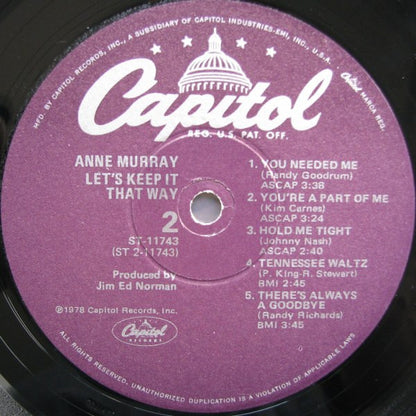 MFD. BY CAPITOL RECORDS, INC., A SUBSIDIARY OF CAPITOL INDUSTRIES-EMI, INC., U.S.A.
Capitol
MARCA REG.
REG. U.S. PAT. OFF.
ANNE MURRAY
LET'S KEEP IT
THAT WAY
2
ST-11743
(ST 2-11743)
Produced by
Jim Ed Norman
℗1978 Capitol Records, Inc.
1. YOU NEEDED ME
(Randy Goodrum)
ASCAP 3:38
2. YOU'RE A PART OF ME
(Kim Carnes)
ASCAP 3:24
3. HOLD ME TIGHT
(Johnny Nash)
ASCAP 2:40
4. TENNESSEE WALTZ
(P. King-R. Stewart)
BMI 2:45
5. THERE'S ALWAYS
A GOODBYE
(Randy Richards)
BMI 3:45
Capitol
RECORDS
ALL RIGHTS RESERVED. UNAUTHORIZED DUPLICATION IS A VIOLATION OF APPLICABLE LAWS